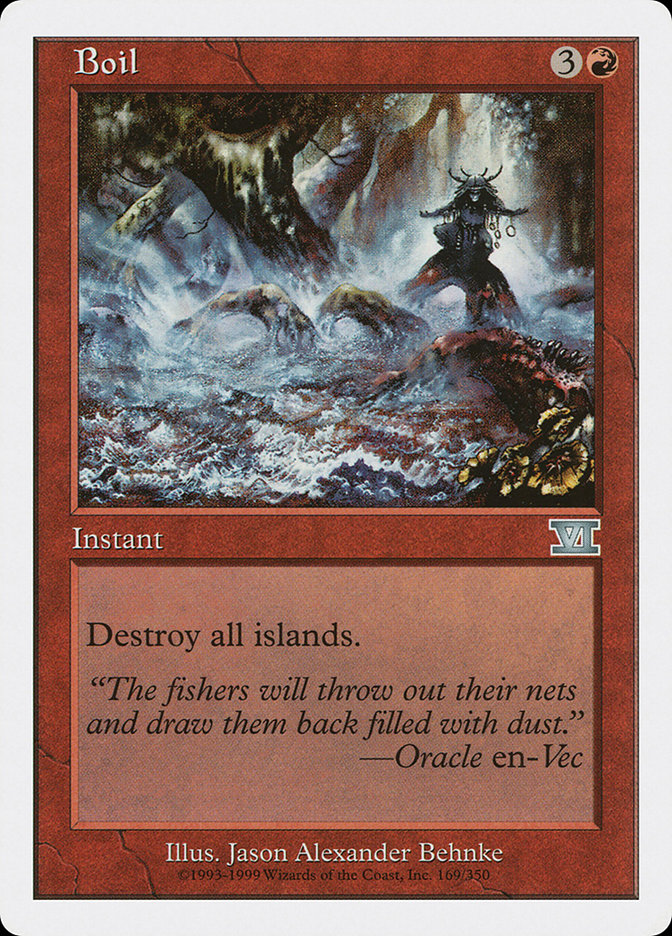 Boil
3
Instant
VI
Destroy all islands.
“The fishers will throw out their nets
and draw them back filled with dust.”
—Oracle en-Vec
Illus. Jason Alexander Behnke
©1993-1999 Wizards of the Coast, Inc. 169/350